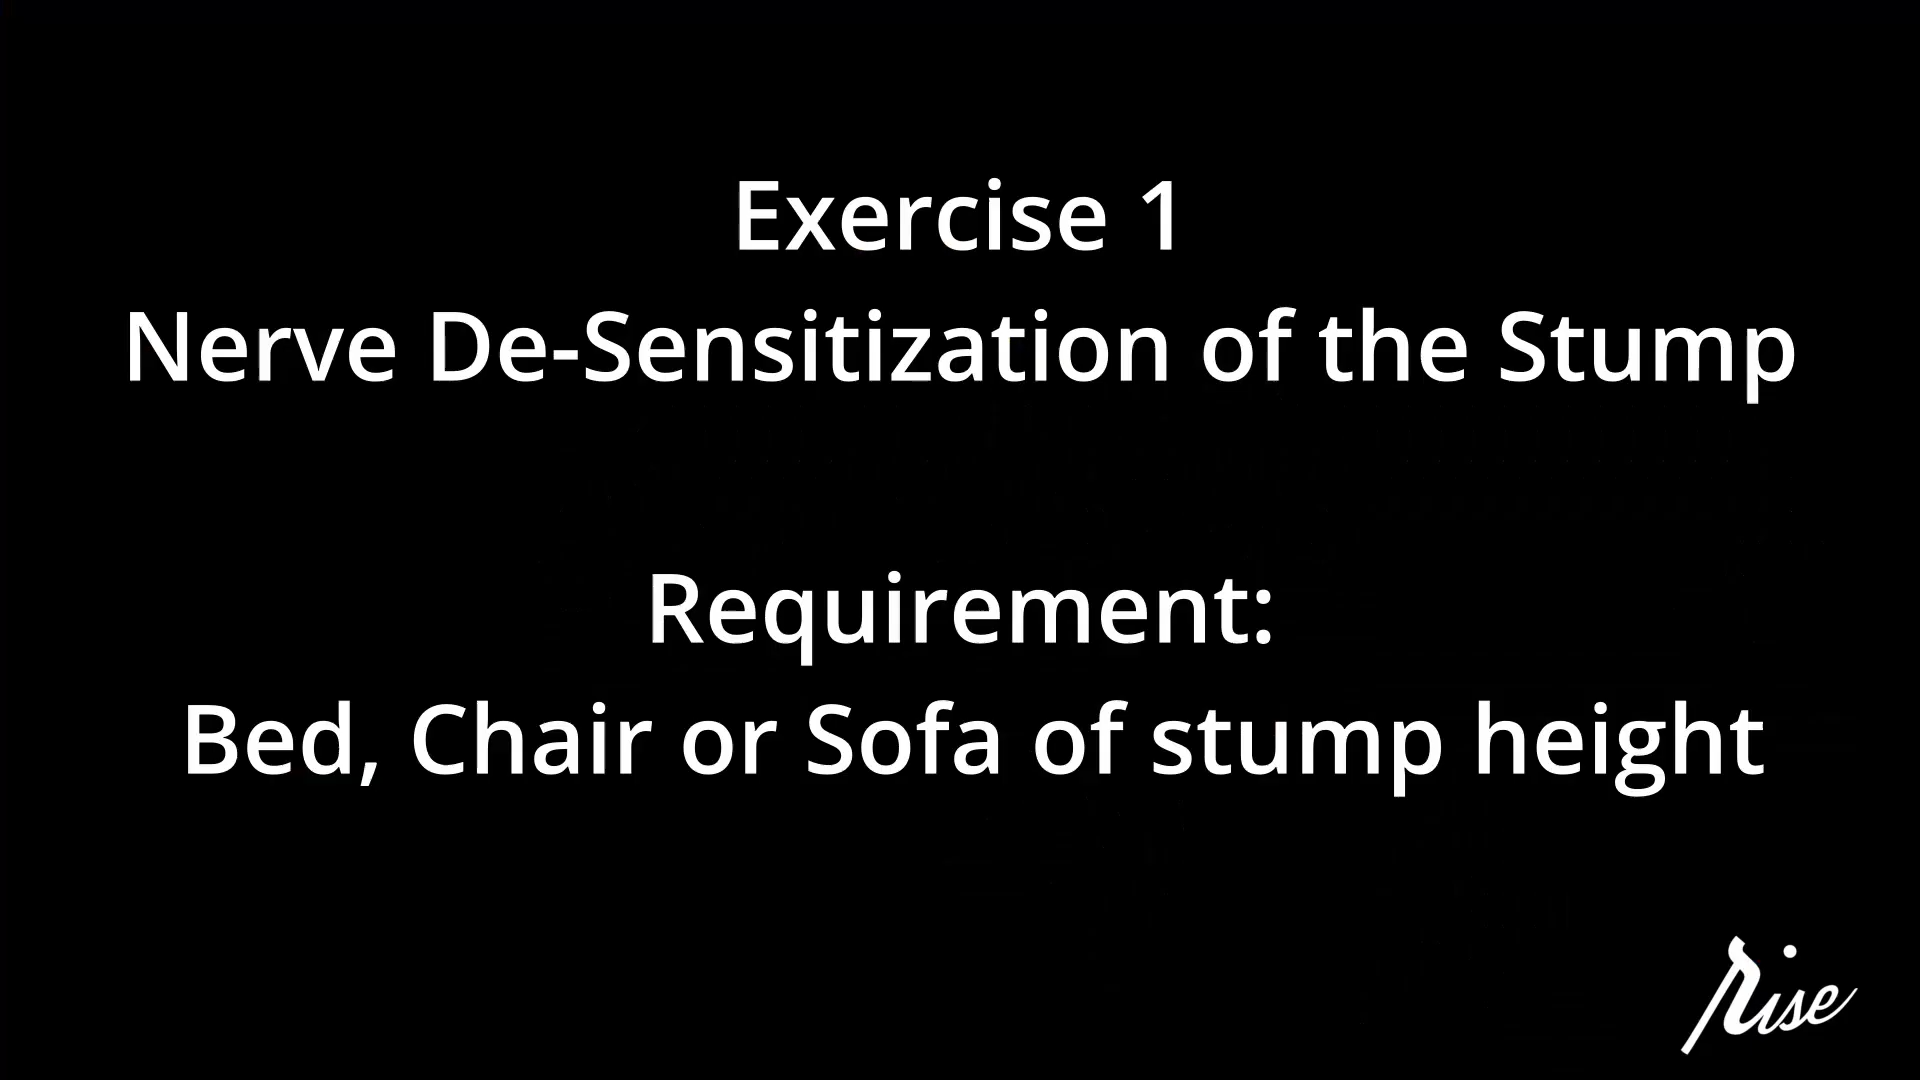 Exercise 1
Nerve De-Sensitization of the Stump
Requirement:
Bed, Chair or Sofa of stump height
rise